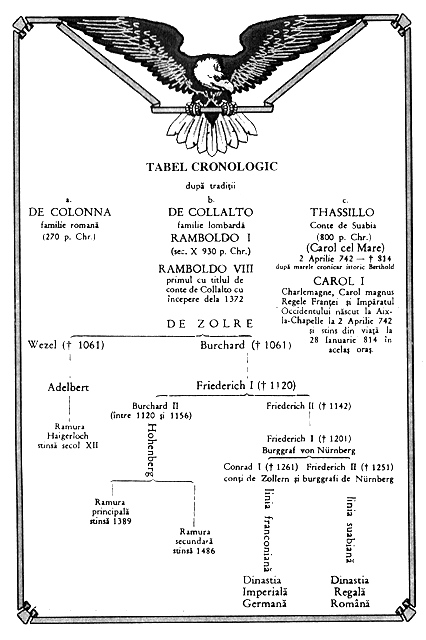 TABEL CRONOLOGIC
după tradiții
a.
DE COLONNA
familie romană
(270 p. Chr.)
b.
DE COLLALTO
familie lombardă
RAMBOLDO I
(sec. X 930 p. Chr.)
RAMBOLDO VIII
primul cu titlul de
conte de Collalto cu
începere dela 1372
c.
THASSILLO
Conte de Suabia
(800 p. Chr.)
(Carol cel Mare)
2 Aprilie 742 — † 814
după marele cronicar istoric Berthold
CAROL I
Charlemagne, Carol magnus
Regele Franței și Împăratul
Occidentului născut la Aix-
la-Chapelle la 2 Aprilie 742
și stins din viață la
28 Ianuarie 814 în
același oraș.
DE ZOLRE
Wezel († 1061)
Burchard († 1061)
Adelbert
Friederich I († 1120)
Ramura
Haigerloch
stinsă secol XII
Burchard II
(între 1120 și 1156)
Friederich II († 1142)
Hohenberg
Friederich I († 1201)
Burggraf von Nürnberg
Conrad I († 1261) Friederich II († 1251)
conți de Zollern și burggrafi de Nürnberg
Ramura
principală
stinsă 1389
Ramura
secundară
stinsă 1486
linia franconiană
linia suabiană
Dinastia
Imperială
Germană
Dinastia
Regală
Română